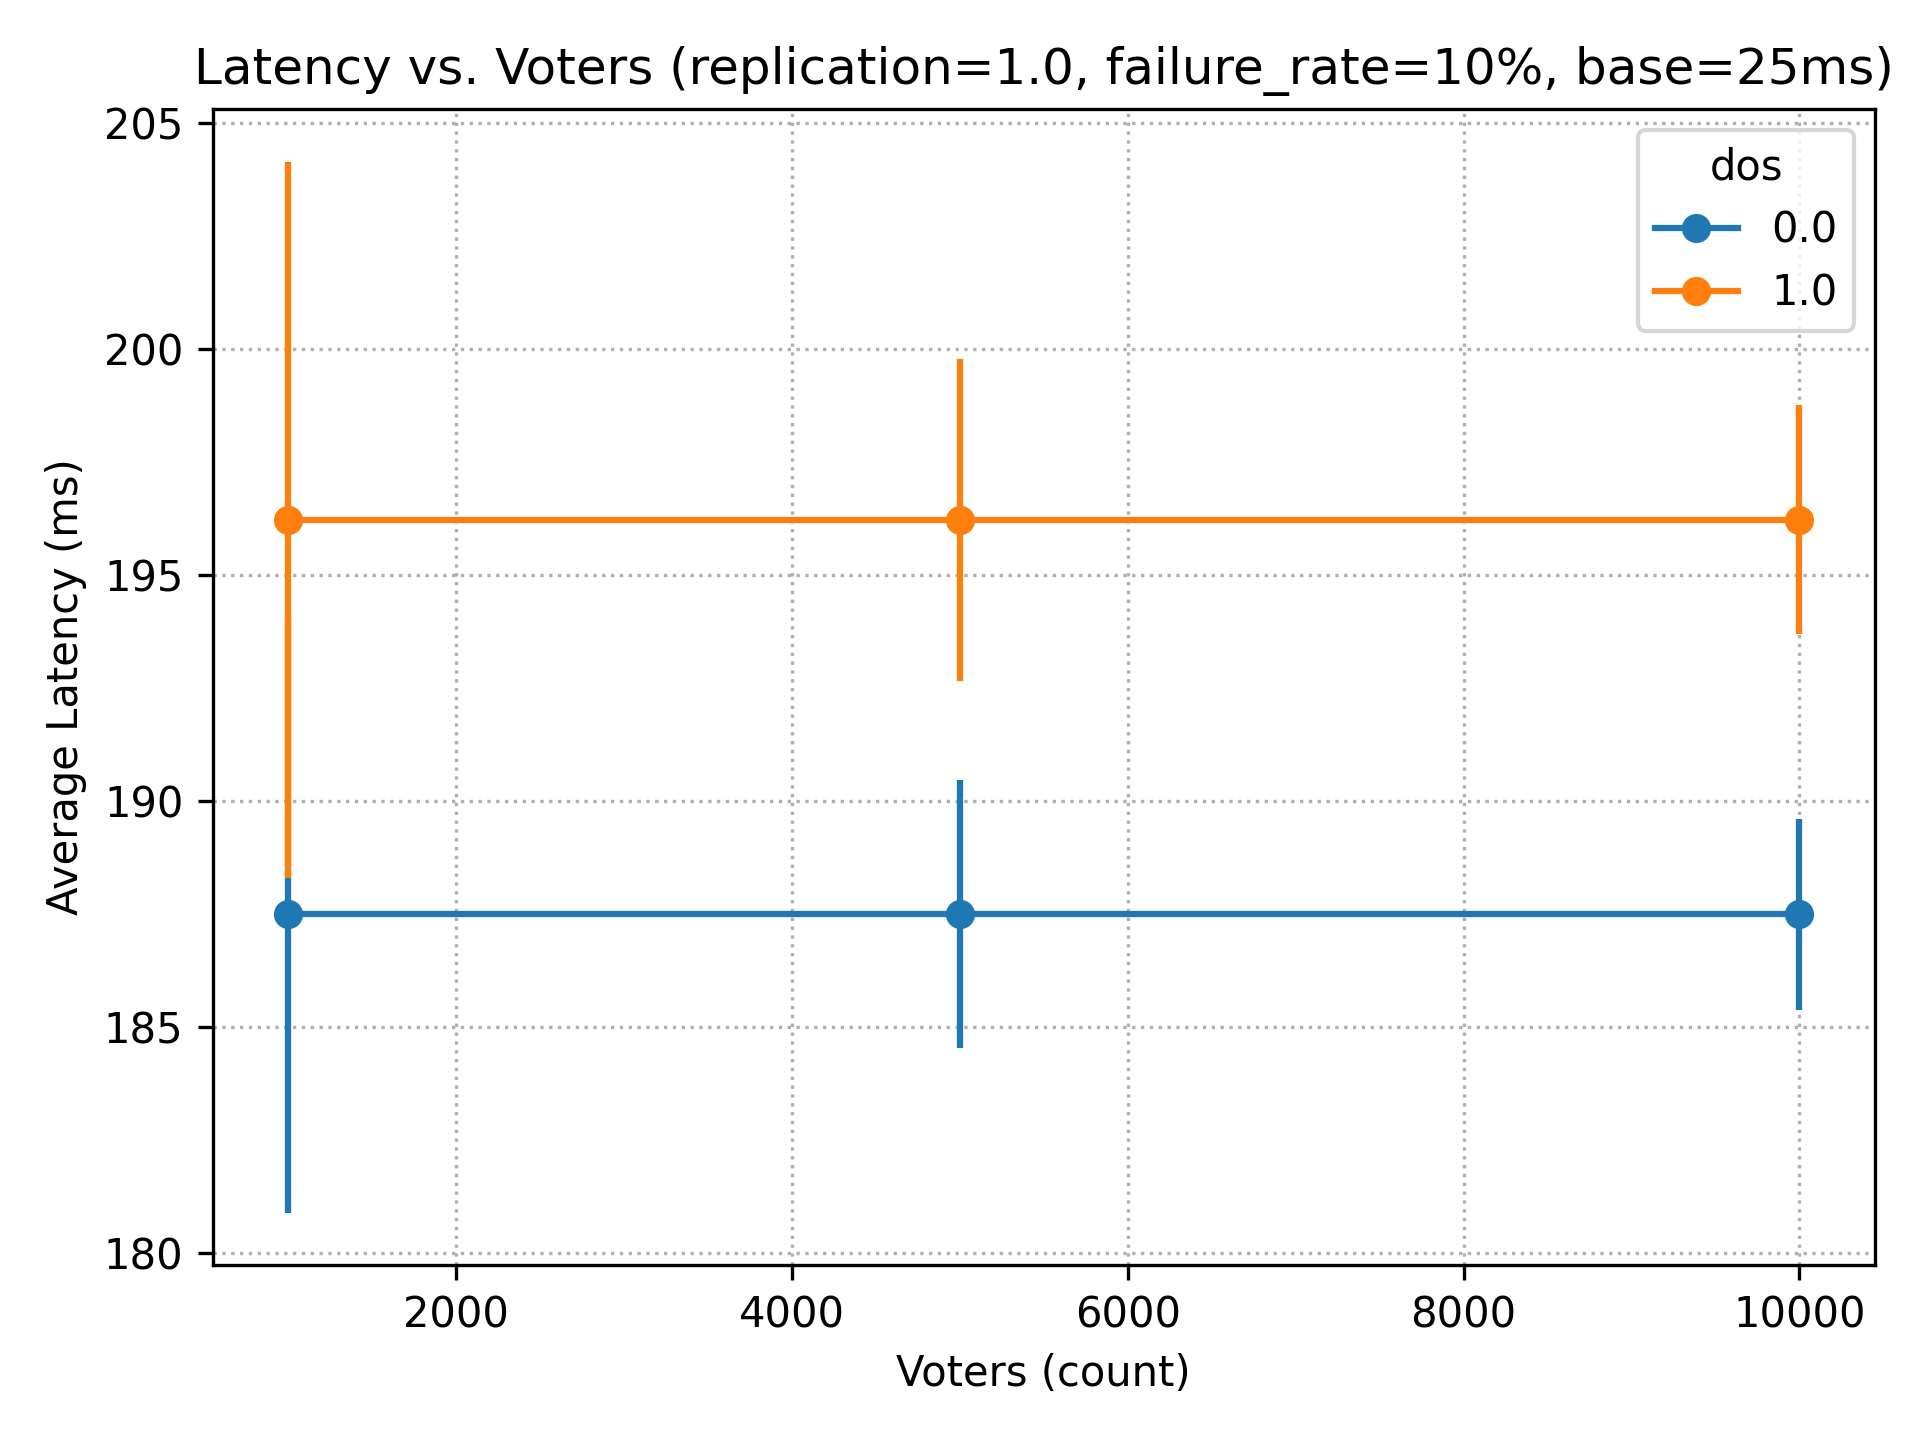 Latency vs. Voters (replication=1.0, failure_rate=10%, base=25ms)
205
200
195
190
185
180
Average Latency (ms)
dos
0.0
1.0
2000 4000 6000 8000 10000
Voters (count)